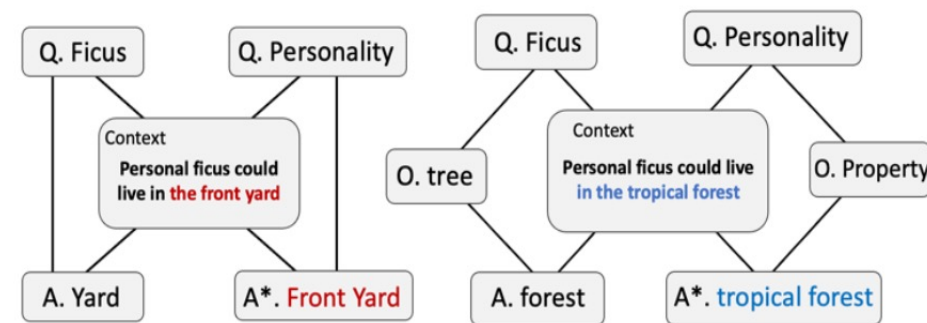 Q. Ficus
Q. Personality
Context
Personal ficus could
live in the front yard
A. Yard
A*. Front Yard
Q. Ficus
Q. Personality
O. tree
Context
Personal ficus could live
in the tropical forest
O. Property
A. forest
A*. tropical forest